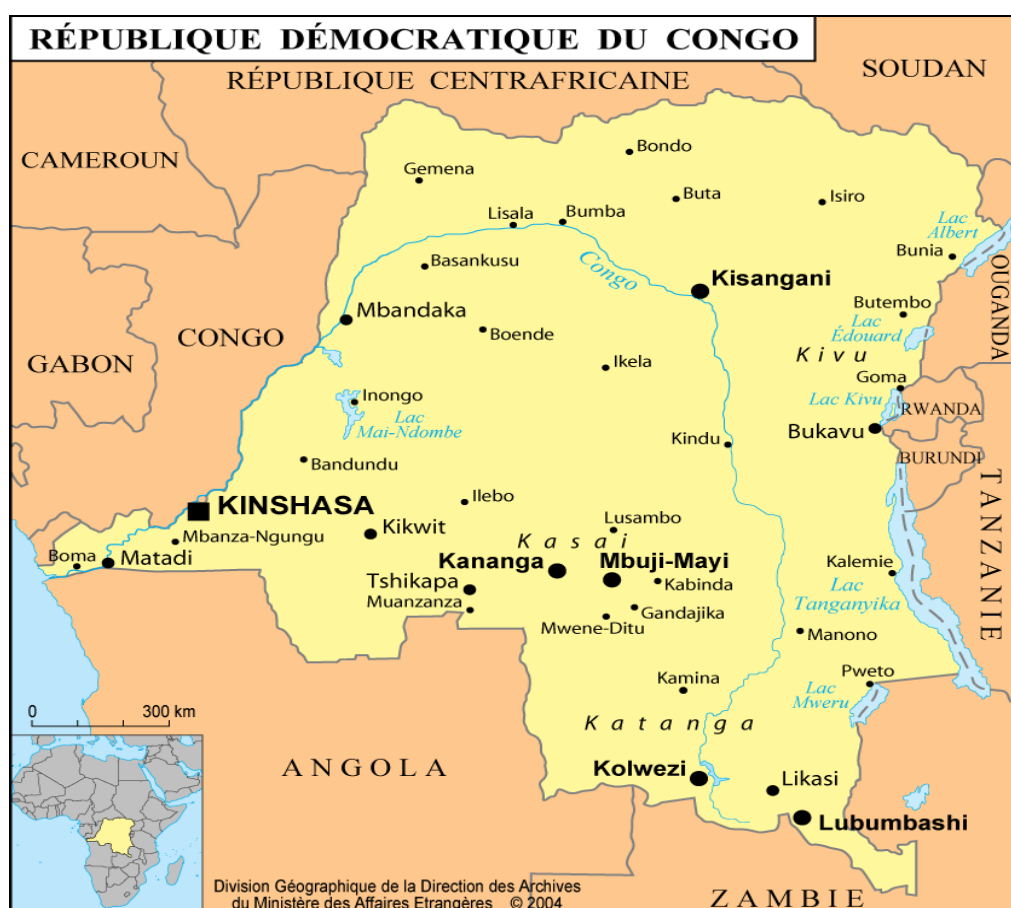 RÉPUBLIQUE DÉMOCRATIQUE DU CONGO
SOUDAN
RÉPUBLIQUE CENTRAFRICAINE
CAMEROUN
Bondo
Gemena
Buta
Isiro
Lisala
Bumba
Lac
Albert
Bunia
Basankusu
Congo
Kisangani
OUGANDA
Mbandaka
Butembo
CONGO
Boende
Lac
Édouard
GABON
Ikela
Kivu
Goma
Inongo
Lac Kivu
RWANDA
Lac
Mai-Ndombe
Kindu
Bukavu
BURUNDI
Bandundu
TANZANIE
KINSHASA
Ilebo
Mbanza-Ngungu
Kikwit
Lusambo
Kasai
Boma
Matadi
Kananga
Mbuji-Mayi
Kalemie
Tshikapa
Kabinda
Lac
Tanganyika
Muanzanza
Gandajika
Mwene-Ditu
Manono
Kamina
Pweto
Lac
Mweru
0 300 km
Katanga
ANGOLA
Kolwezi
Likasi
Lubumbashi
Division Géographique de la Direction des Archives
du Ministère des Affaires Etrangères © 2004
ZAMBIE